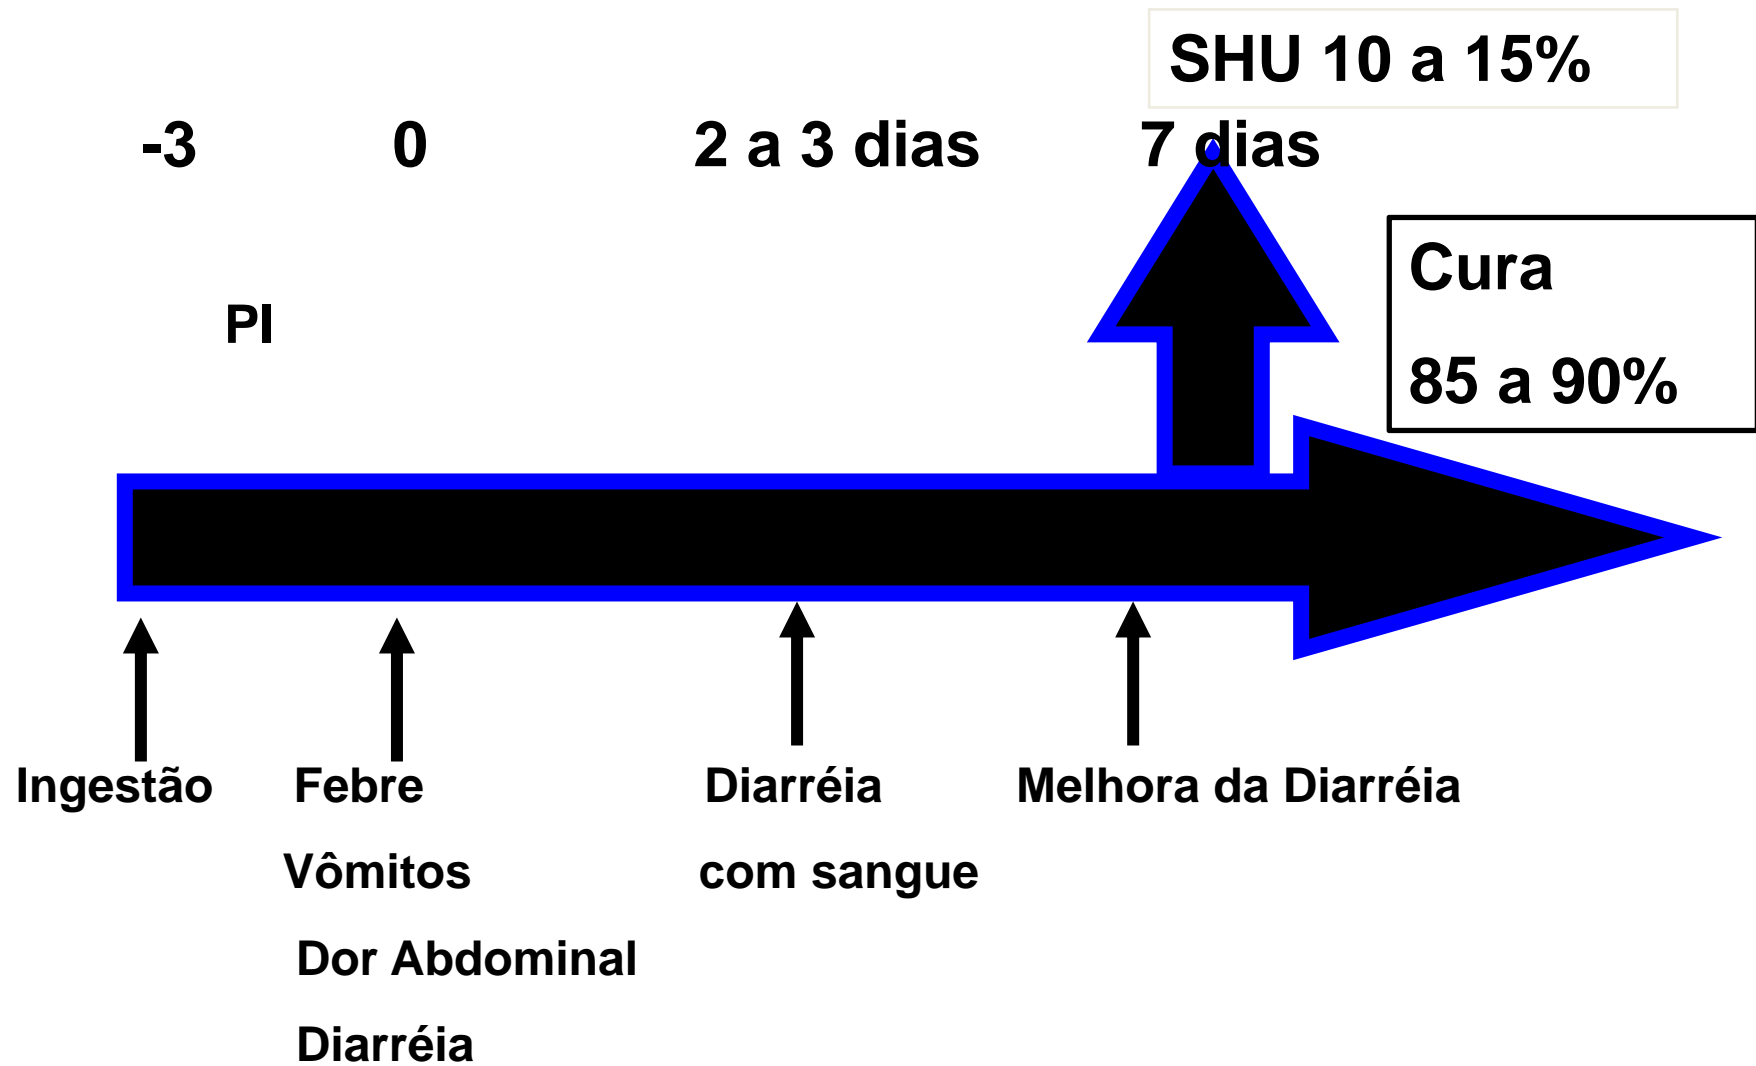 SHU 10 a 15%
-3 0 2 a 3 dias 7 dias
Cura
85 a 90%
PI
Ingestão Febre Diarréia Melhora da Diarréia
Vômitos com sangue
Dor Abdominal
Diarréia